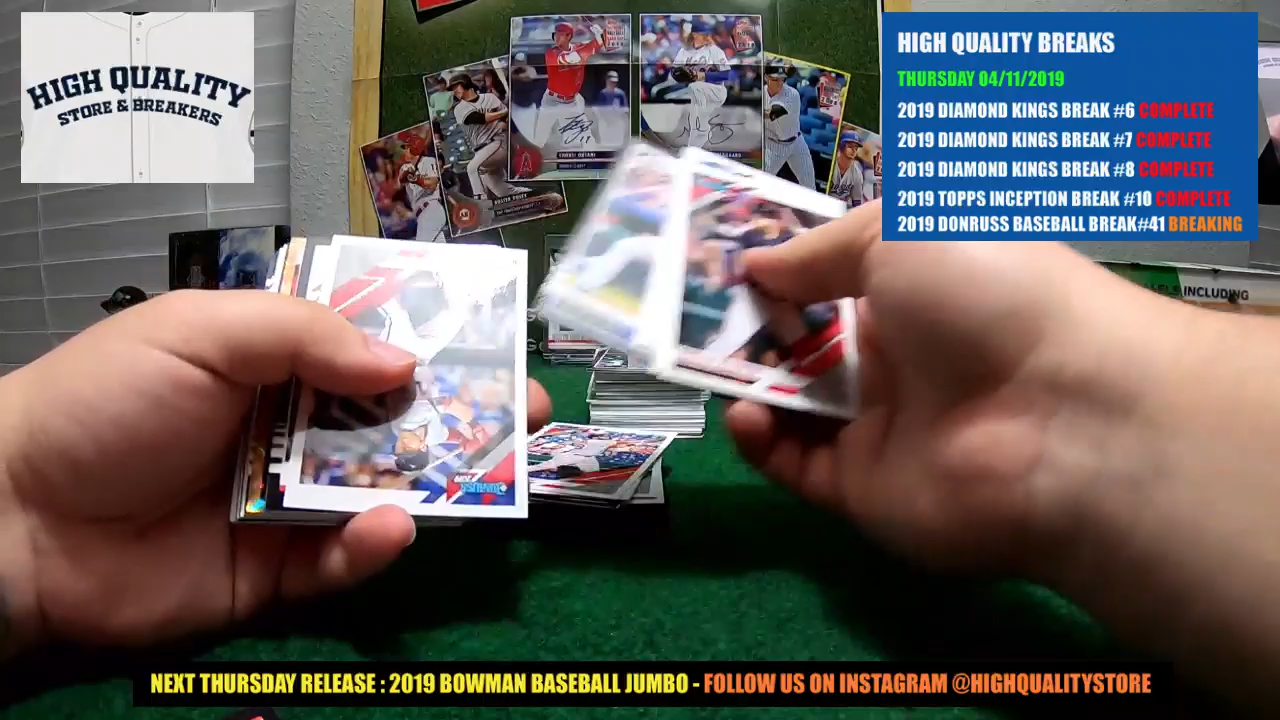 HIGH QUALITY
STORE & BREAKERS
HIGH QUALITY BREAKS
THURSDAY 04/11/2019
2019 DIAMOND KINGS BREAK #6 COMPLETE
2019 DIAMOND KINGS BREAK #7 COMPLETE
2019 DIAMOND KINGS BREAK #8 COMPLETE
2019 TOPPS INCEPTION BREAK #10 COMPLETE
2019 DONRUSS BASEBALL BREAK#41 BREAKING
INCLUDING
NEXT THURSDAY RELEASE : 2019 BOWMAN BASEBALL JUMBO - FOLLOW US ON INSTAGRAM @HIGHQUALITYSTORE